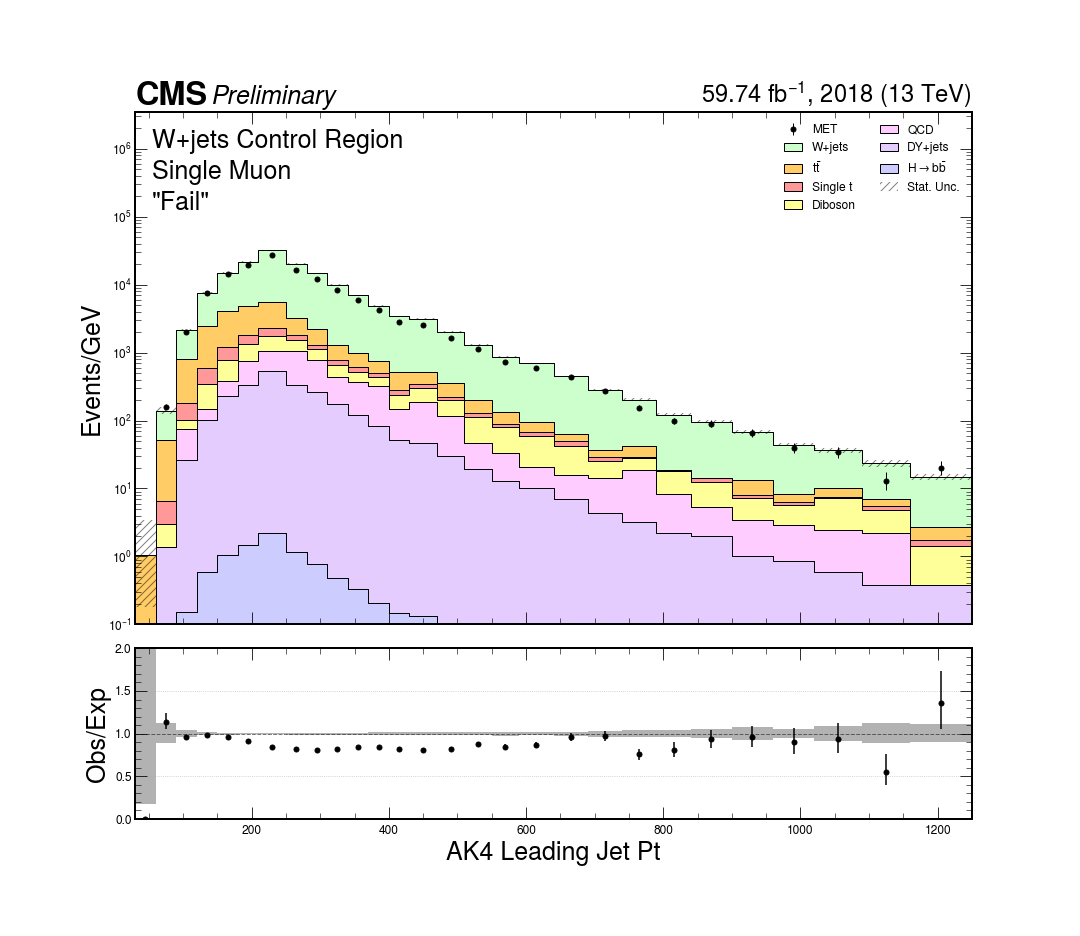 CMS Preliminary
59.74 fb⁻¹, 2018 (13 TeV)
W+jets Control Region
Single Muon
"Fail"
MET
W+jets
tt̄
Single t
Diboson
QCD
DY+jets
H→bb̄
Stat. Unc.
Events/GeV
10⁶
10⁵
10⁴
10³
10²
10¹
10⁰
10⁻¹
Obs/Exp
2.0
1.5
1.0
0.5
0.0
200 400 600 800 1000 1200
AK4 Leading Jet Pt